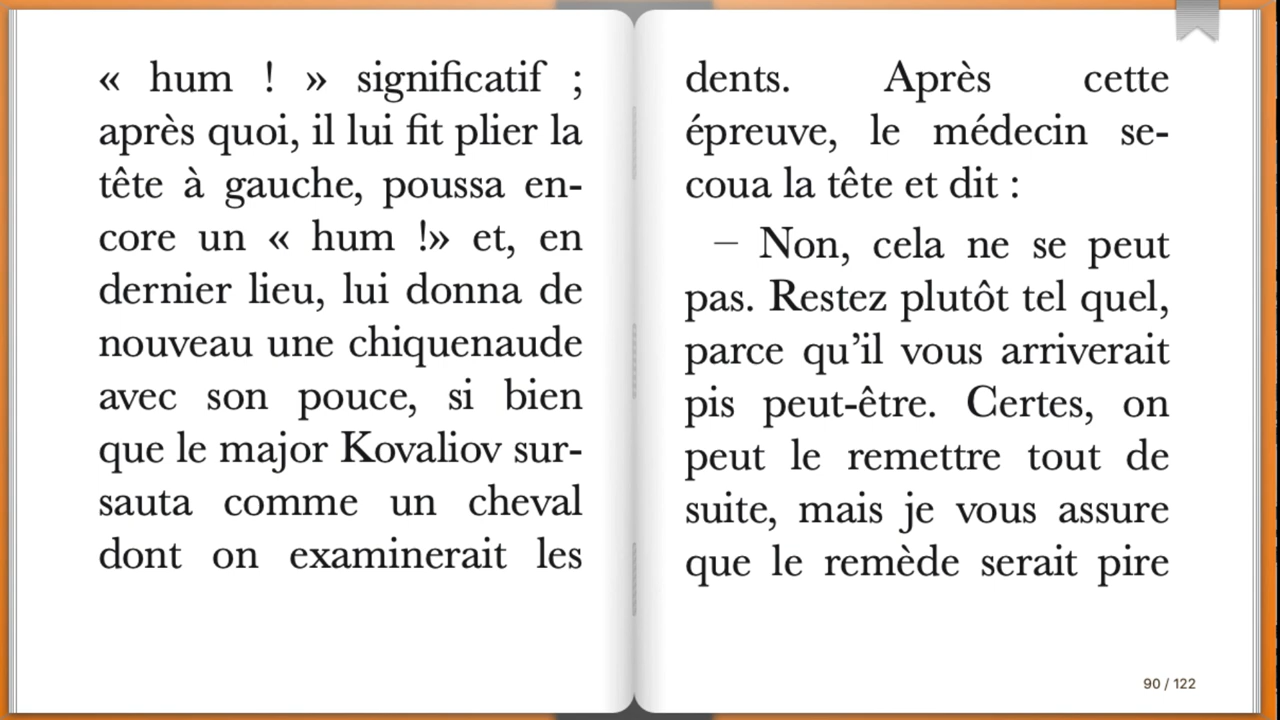 « hum ! » significatif ;
après quoi, il lui fit plier la
tête à gauche, poussa en-
core un « hum !» et, en
dernier lieu, lui donna de
nouveau une chiquenaude
avec son pouce, si bien
que le major Kovaliov sur-
sauta comme un cheval
dont on examinerait les
dents. Après cette
épreuve, le médecin se-
coua la tête et dit :
– Non, cela ne se peut
pas. Restez plutôt tel quel,
parce qu’il vous arriverait
pis peut-être. Certes, on
peut le remettre tout de
suite, mais je vous assure
que le remède serait pire
90 / 122